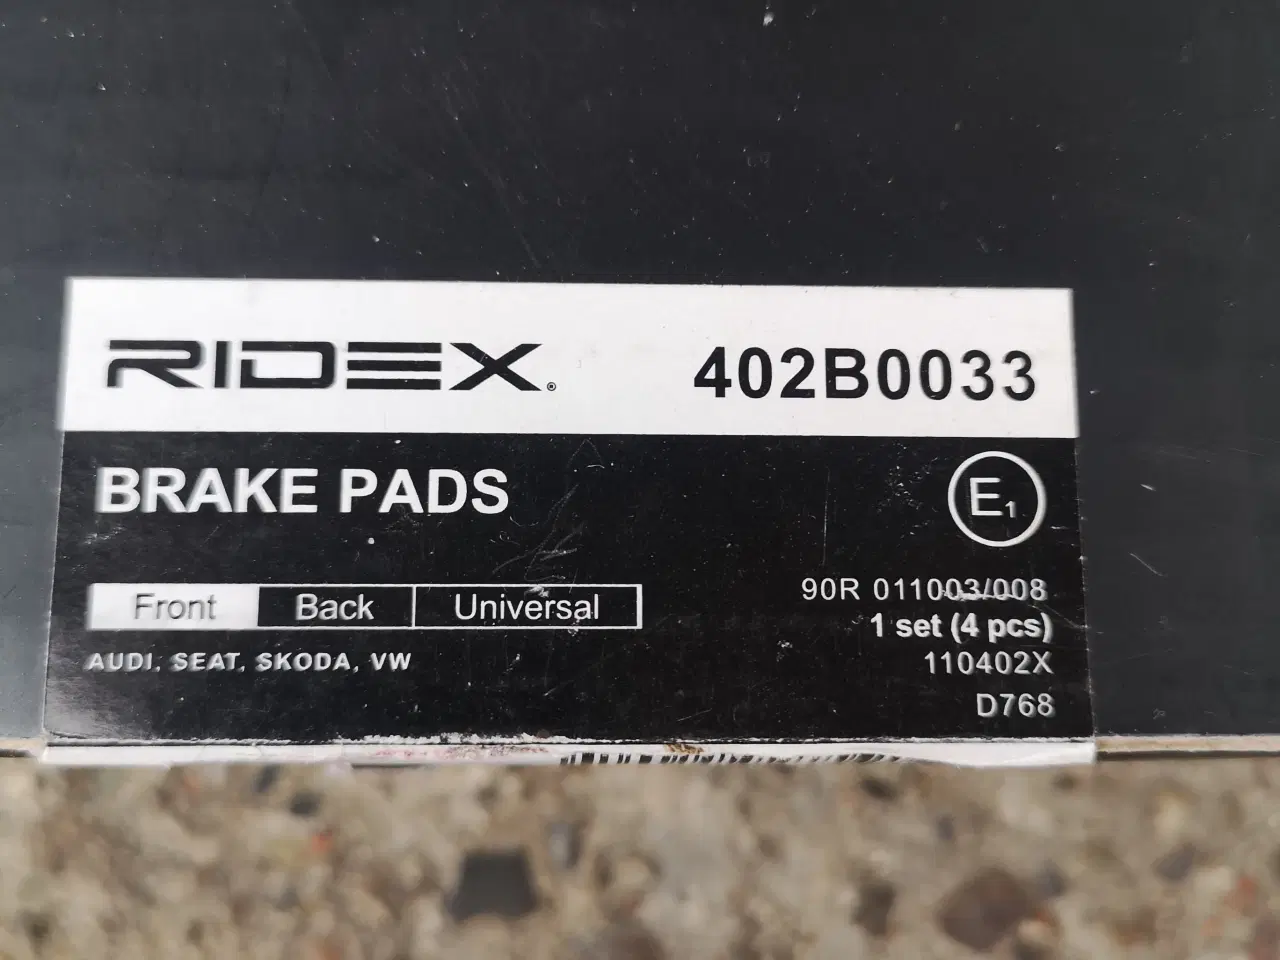 RIDEX® 402B0033
BRAKE PADS
E1
Front Back Universal
90R 011003/008
1 set (4 pcs)
AUDI, SEAT, SKODA, VW
110402X
D768